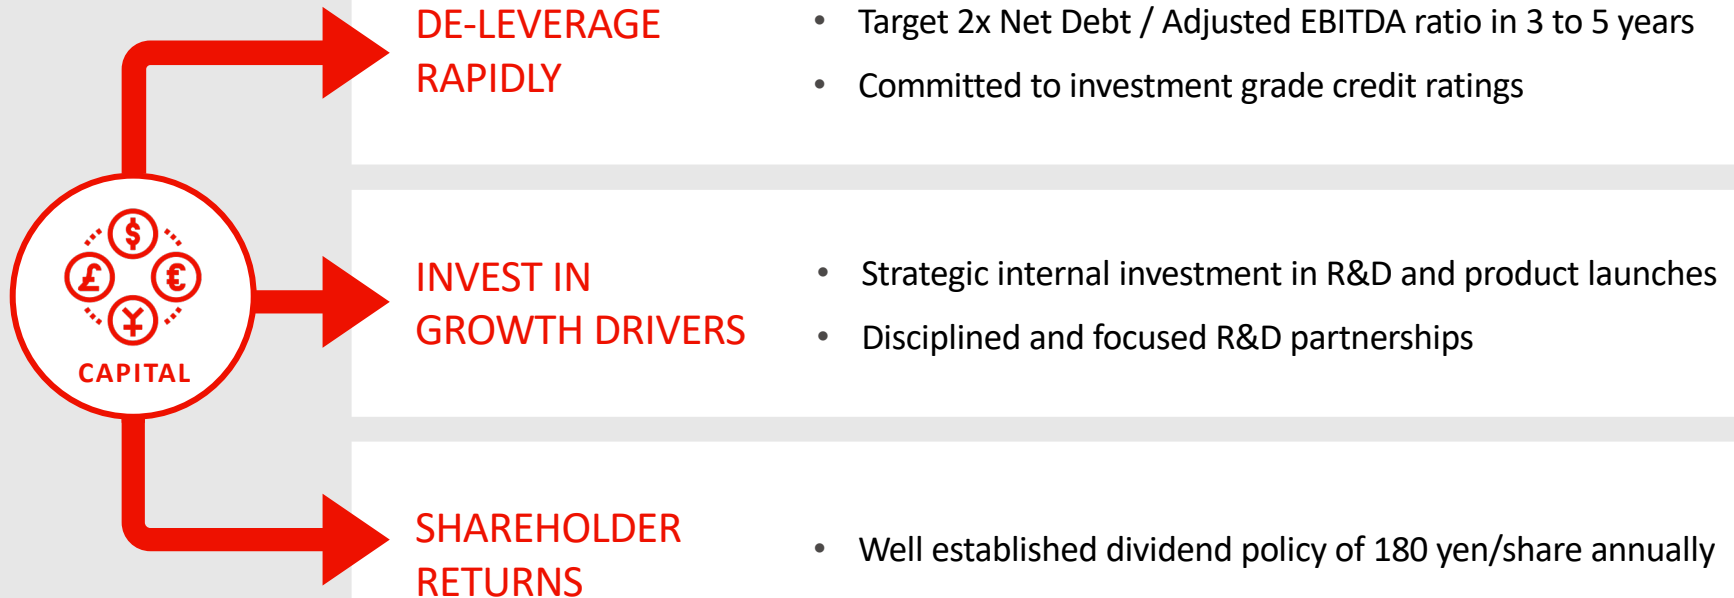 DE-LEVERAGE
RAPIDLY
• Target 2x Net Debt / Adjusted EBITDA ratio in 3 to 5 years
• Committed to investment grade credit ratings
$
£
€
¥
CAPITAL
INVEST IN
GROWTH DRIVERS
• Strategic internal investment in R&D and product launches
• Disciplined and focused R&D partnerships
SHAREHOLDER
RETURNS
• Well established dividend policy of 180 yen/share annually